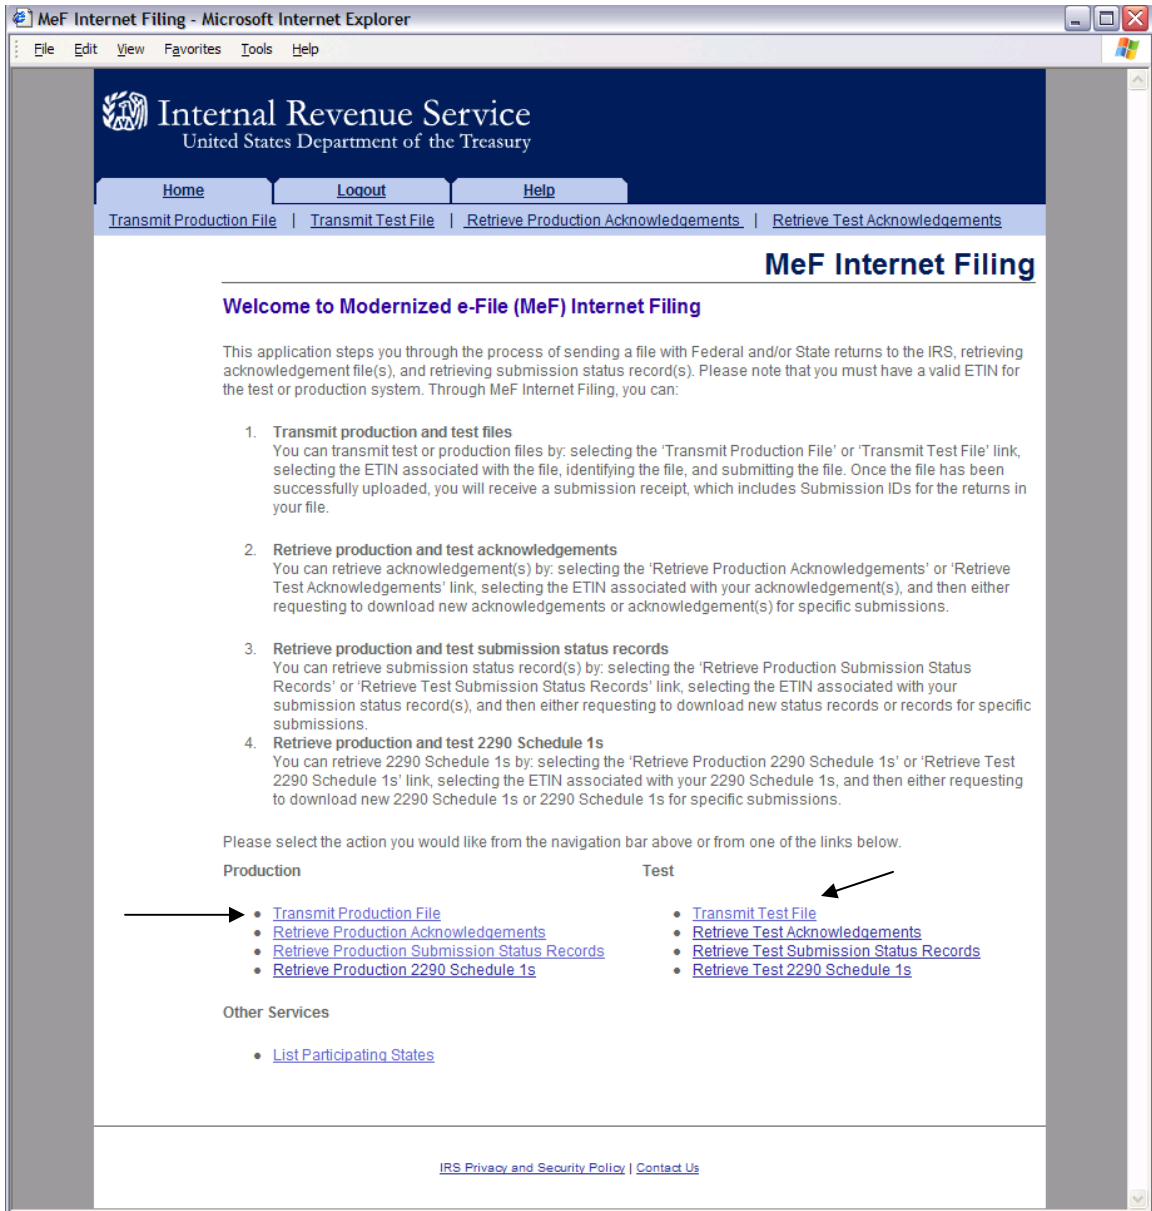 MeF Internet Filing - Microsoft Internet Explorer
File Edit View Favorites Tools Help
Internal Revenue Service
United States Department of the Treasury
Home Logout Help
Transmit Production File | Transmit Test File | Retrieve Production Acknowledgements | Retrieve Test Acknowledgements
MeF Internet Filing
Welcome to Modernized e-File (MeF) Internet Filing
This application steps you through the process of sending a file with Federal and/or State returns to the IRS, retrieving
acknowledgement file(s), and retrieving submission status record(s). Please note that you must have a valid ETIN for
the test or production system. Through MeF Internet Filing, you can:
1. Transmit production and test files
You can transmit test or production files by: selecting the ‘Transmit Production File’ or ‘Transmit Test File’ link,
selecting the ETIN associated with the file, identifying the file, and submitting the file. Once the file has been
successfully uploaded, you will receive a submission receipt, which includes Submission IDs for the returns in
your file.
2. Retrieve production and test acknowledgements
You can retrieve acknowledgement(s) by: selecting the ‘Retrieve Production Acknowledgements’ or ‘Retrieve
Test Acknowledgements’ link, selecting the ETIN associated with your acknowledgement(s), and then either
requesting to download new acknowledgements or acknowledgement(s) for specific submissions.
3. Retrieve production and test submission status records
You can retrieve submission status record(s) by: selecting the ‘Retrieve Production Submission Status
Records’ or ‘Retrieve Test Submission Status Records’ link, selecting the ETIN associated with your
submission status record(s), and then either requesting to download new status records or records for specific
submissions.
4. Retrieve production and test 2290 Schedule 1s
You can retrieve 2290 Schedule 1s by: selecting the ‘Retrieve Production 2290 Schedule 1s’ or ‘Retrieve Test
2290 Schedule 1s’ link, selecting the ETIN associated with your 2290 Schedule 1s, and then either requesting
to download new 2290 Schedule 1s or 2290 Schedule 1s for specific submissions.
Please select the action you would like from the navigation bar above or from one of the links below.
Production
• Transmit Production File
• Retrieve Production Acknowledgements
• Retrieve Production Submission Status Records
• Retrieve Production 2290 Schedule 1s
Test
• Transmit Test File
• Retrieve Test Acknowledgements
• Retrieve Test Submission Status Records
• Retrieve Test 2290 Schedule 1s
Other Services
• List Participating States
IRS Privacy and Security Policy | Contact Us